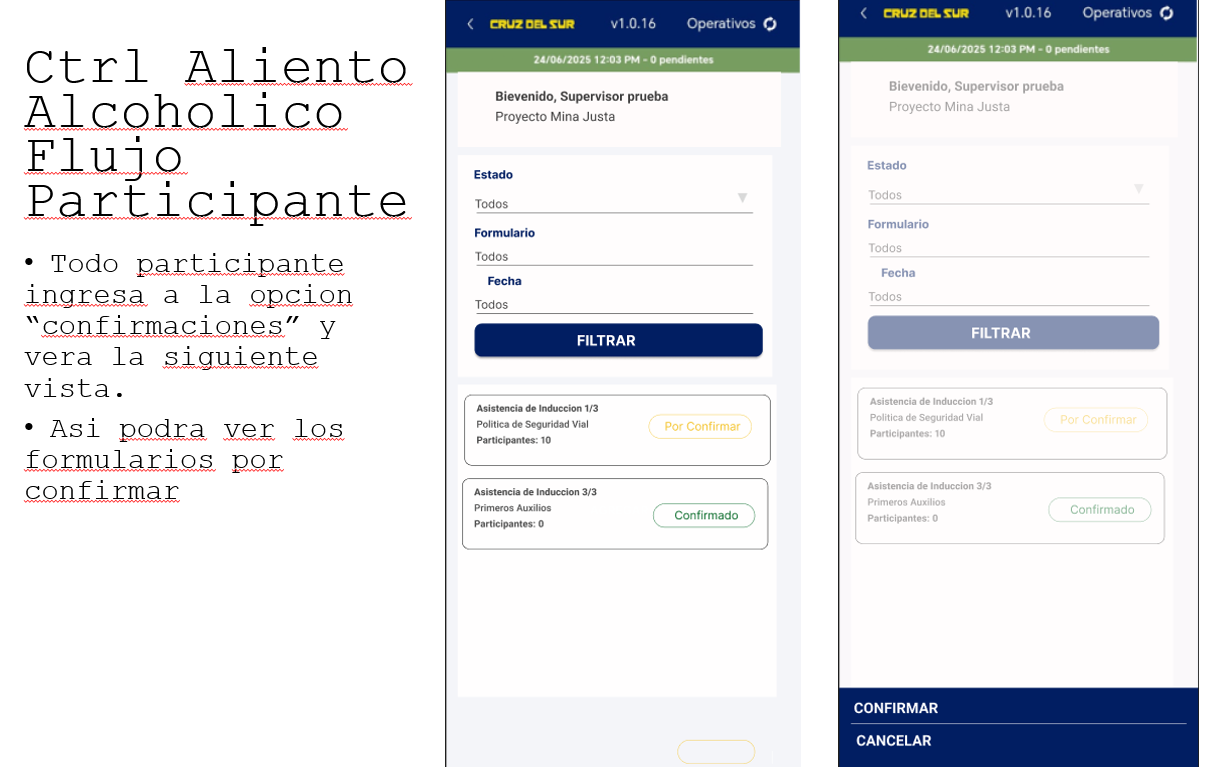 Ctrl Aliento
Alcoholico
Flujo
Participante
• Todo participante
ingresa a la opcion
“confirmaciones” y
vera la siguiente
vista.
• Asi podra ver los
formularios por
confirmar
CRUZ DEL SUR v1.0.16 Operativos
24/06/2025 12:03 PM - 0 pendientes
Bievenido, Supervisor prueba
Proyecto Mina Justa
Estado
Todos
Formulario
Todos
Fecha
Todos
FILTRAR
Asistencia de Induccion 1/3
Politica de Seguridad Vial
Participantes: 10
Por Confirmar
Asistencia de Induccion 3/3
Primeros Auxilios
Participantes: 0
Confirmado
CRUZ DEL SUR v1.0.16 Operativos
24/06/2025 12:03 PM - 0 pendientes
Bievenido, Supervisor prueba
Proyecto Mina Justa
Estado
Todos
Formulario
Todos
Fecha
Todos
FILTRAR
Asistencia de Induccion 1/3
Politica de Seguridad Vial
Participantes: 10
Por Confirmar
Asistencia de Induccion 3/3
Primeros Auxilios
Participantes: 0
Confirmado
CONFIRMAR
CANCELAR